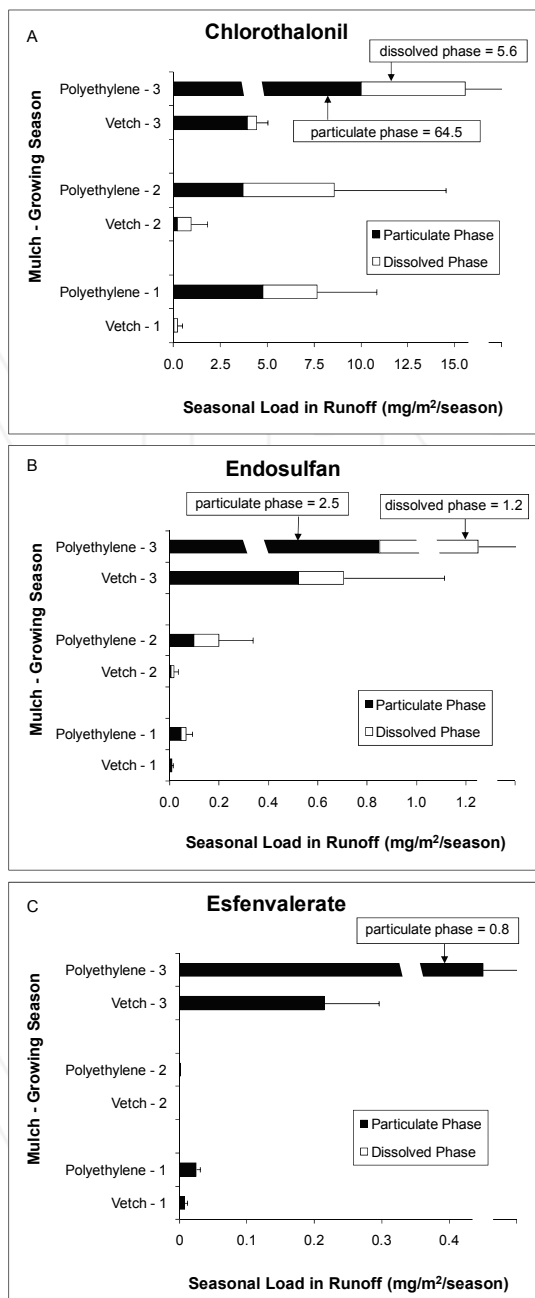 A
Chlorothalonil
dissolved phase = 5.6
particulate phase = 64.5
Mulch - Growing Season
Polyethylene - 3
Vetch - 3
Polyethylene - 2
Vetch - 2
Polyethylene - 1
Vetch - 1
Particulate Phase
Dissolved Phase
0.0 2.5 5.0 7.5 10.0 12.5 15.0
Seasonal Load in Runoff (mg/m²/season)
B
Endosulfan
particulate phase = 2.5
dissolved phase = 1.2
Mulch - Growing Season
Polyethylene - 3
Vetch - 3
Polyethylene - 2
Vetch - 2
Polyethylene - 1
Vetch - 1
Particulate Phase
Dissolved Phase
0.0 0.2 0.4 0.6 0.8 1.0 1.2
Seasonal Load in Runoff (mg/m²/season)
C
Esfenvalerate
particulate phase = 0.8
Mulch - Growing Season
Polyethylene - 3
Vetch - 3
Polyethylene - 2
Vetch - 2
Polyethylene - 1
Vetch - 1
Particulate Phase
Dissolved Phase
0 0.1 0.2 0.3 0.4
Seasonal Load in Runoff (mg/m²/season)